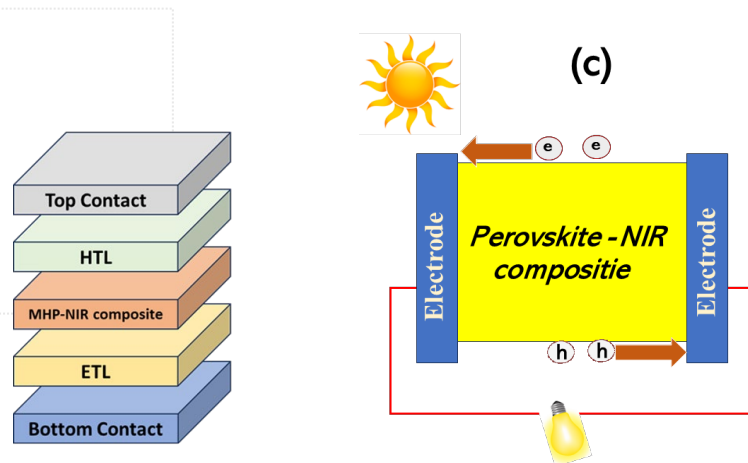 Top Contact
HTL
MHP-NIR composite
ETL
Bottom Contact
(c)
e e
Electrode
Perovskite - NIR
compositie
Electrode
h h